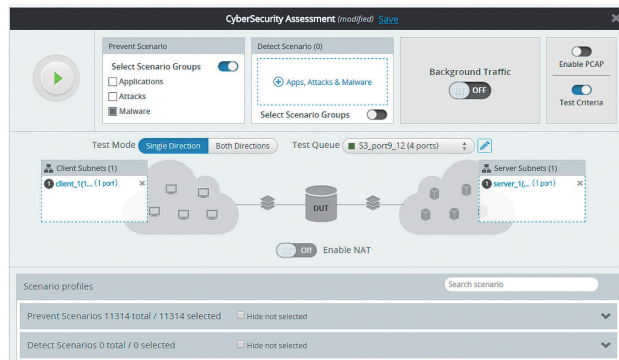 CyberSecurity Assessment (modified) Save
Prevent Scenario
Select Scenario Groups
Applications
Attacks
Malware
Detect Scenario (0)
Apps, Attacks & Malware
Select Scenario Groups
Background Traffic
OFF
Enable PCAP
Test Criteria
Test Mode Single Direction Both Directions Test Queue S3_port9_12 (4 ports)
Client Subnets (1)
1 client_1(1... (1 port)
DUT
Server Subnets (1)
1 server_1(... (1 port)
Off Enable NAT
Scenario profiles
Search scenario
Prevent Scenarios 11314 total / 11314 selected Hide not selected
Detect Scenarios 0 total / 0 selected Hide not selected